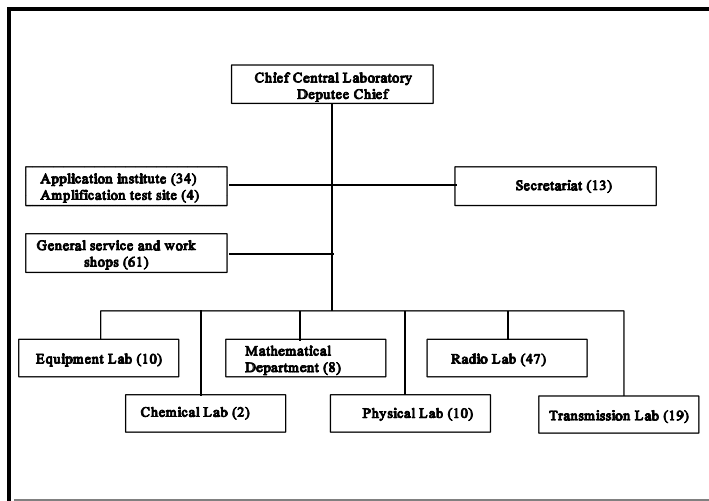 Chief Central Laboratory
Deputee Chief
Application institute (34)
Amplification test site (4)
Secretariat (13)
General service and work
shops (61)
Equipment Lab (10)
Mathematical
Department (8)
Radio Lab (47)
Chemical Lab (2)
Physical Lab (10)
Transmission Lab (19)